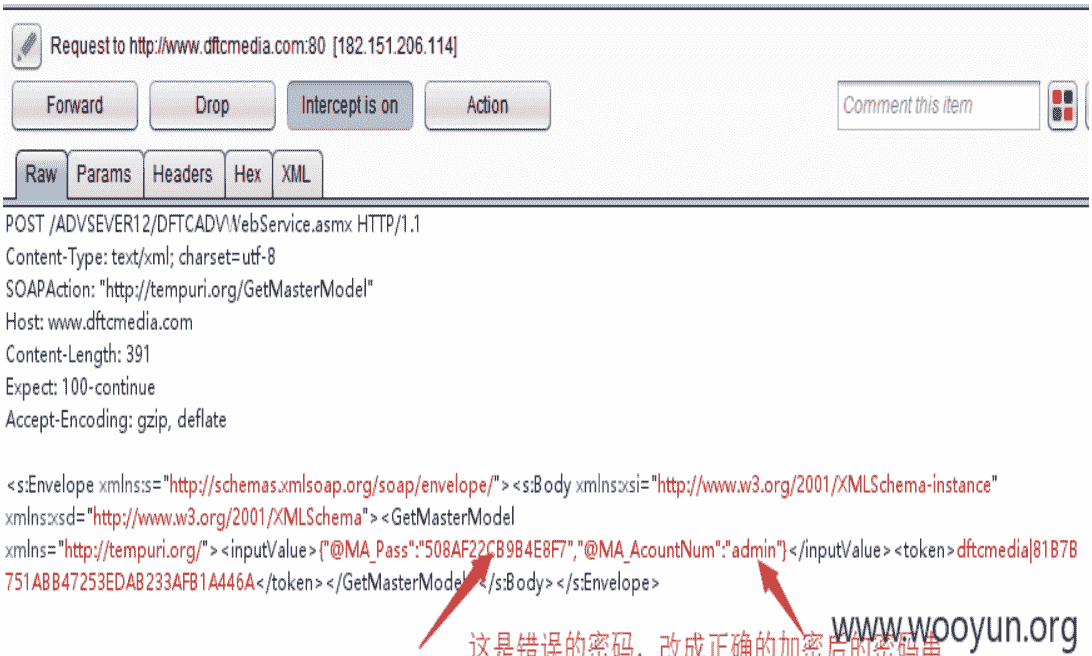 Request to http://www.dftcmedia.com:80 [182.151.206.114]
Forward Drop Intercept is on Action Comment this item
Raw Params Headers Hex XML
POST /ADVSEVER12/DFTCADVWebService.asmx HTTP/1.1
Content-Type: text/xml; charset=utf-8
SOAPAction: "http://tempuri.org/GetMasterModel"
Host: www.dftcmedia.com
Content-Length: 391
Expect: 100-continue
Accept-Encoding: gzip, deflate
<s:Envelope xmlns:s="http://schemas.xmlsoap.org/soap/envelope/"><s:Body xmlns:xsi="http://www.w3.org/2001/XMLSchema-instance"
xmlns:xsd="http://www.w3.org/2001/XMLSchema"><GetMasterModel
xmlns="http://tempuri.org/"><inputValue>{"@MA_Pass":"508AF22CB9B4E8F7","@MA_AcountNum":"admin"}</inputValue><token>dftcmedia|81B7B
751ABB47253EDAB233AFB1A446A</token></GetMasterModel></s:Body></s:Envelope>
这是错误的密码，改成正确的加密后的密码串
www.wooyun.org